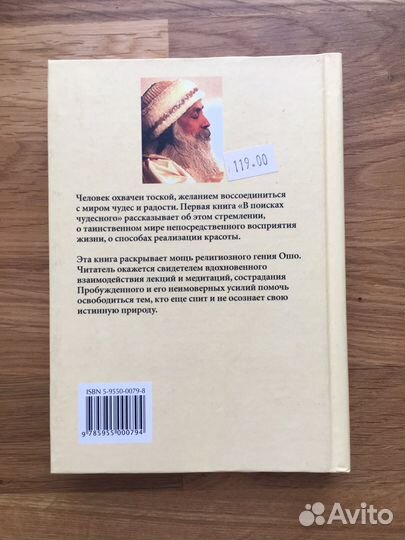 119.00
Человек охвачен тоской, желанием воссоединиться
с миром чудес и радости. Первая книга «В поисках
чудесного» рассказывает об этом стремлении,
о таинственном мире непосредственного восприятия
жизни, о способах реализации красоты.
Эта книга раскрывает мощь религиозного гения Ошо.
Читатель окажется свидетелем вдохновенного
взаимодействия лекций и медитаций, сострадания
Пробужденного и его неимоверных усилий помочь
освободиться тем, кто еще спит и не осознает свою
истинную природу.
ISBN 5-9550-0079-8
9 785955 000794
Avito